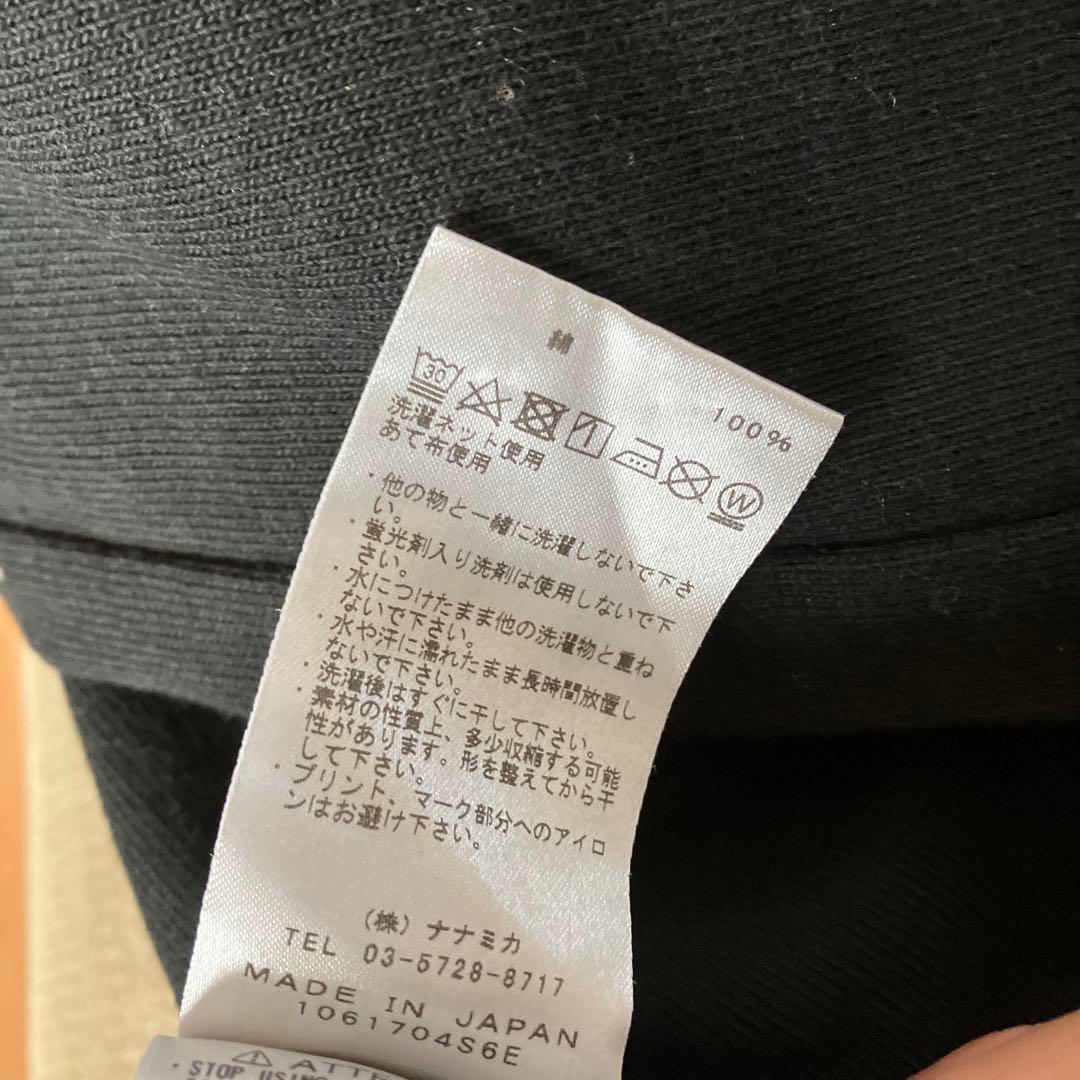 綿 100%
30
W
洗濯ネット使用
あて布使用
・他の物と一緒に洗濯しないで下さ
い。
・蛍光剤入り洗剤は使用しないで下
さい。
・水につけたまま他の洗濯物と重ね
ないで下さい。
・水や汗に濡れたまま長時間放置し
ないで下さい。
・洗濯後はすぐに干して下さい。
・素材の性質上、多少収縮する可能
性があります。形を整えてから干
して下さい。
・プリント、マーク部分へのアイロ
ンはお避け下さい。
(株) ナナミカ
TEL 03-5728-8717
MADE IN JAPAN
1061704S6E
・STOP USING